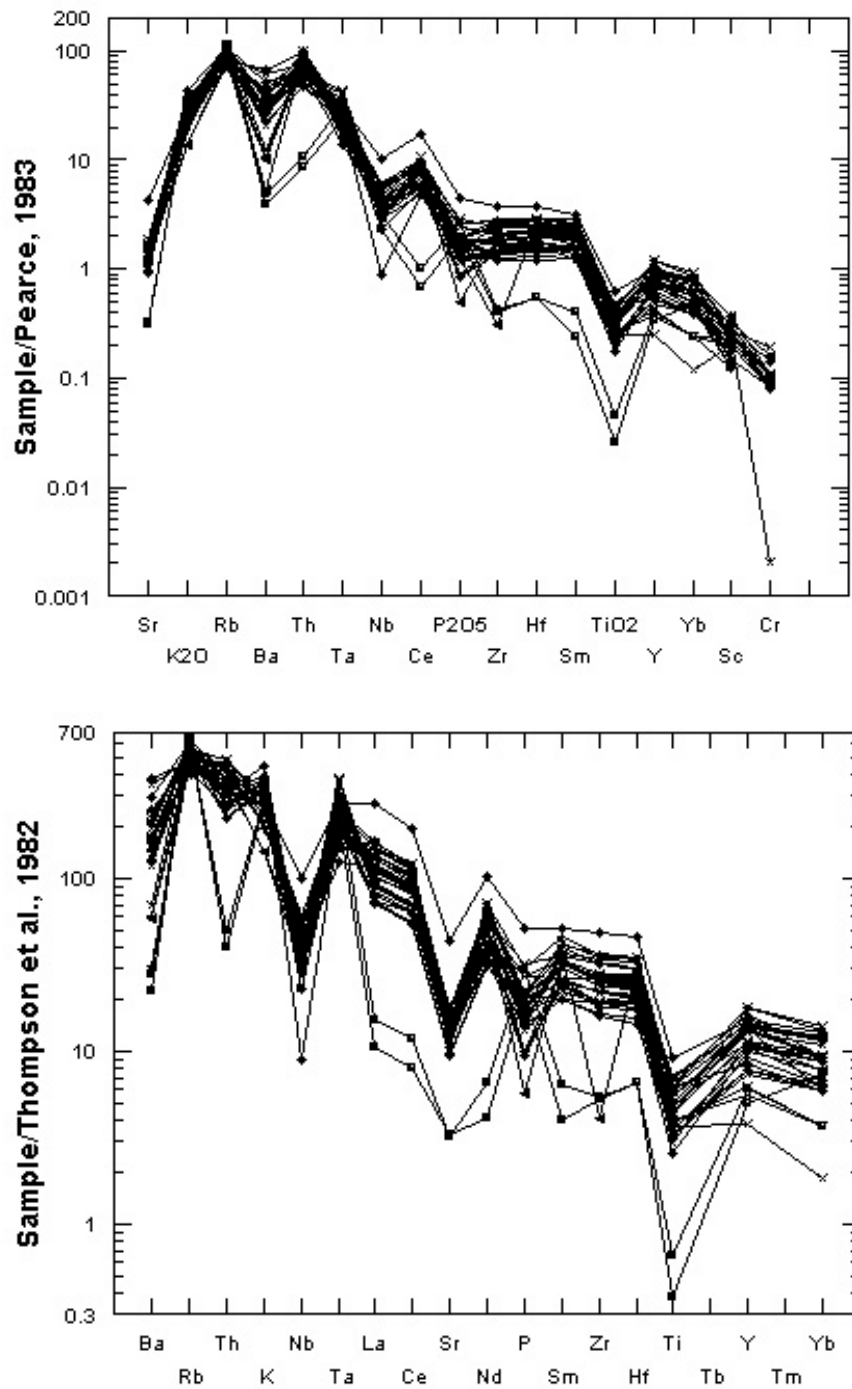 200
100
10
1
0.1
0.01
0.001
Sample/Pearce, 1983
Sr Rb Th Nb P2O5 Hf TiO2 Yb Cr
K2O Ba Ta Ce Zr Sm Y Sc
700
100
10
1
0.3
Sample/Thompson et al., 1982
Ba Th Nb La Sr P Zr Ti Y Yb
Rb K Ta Ce Nd Sm Hf Tb Tm